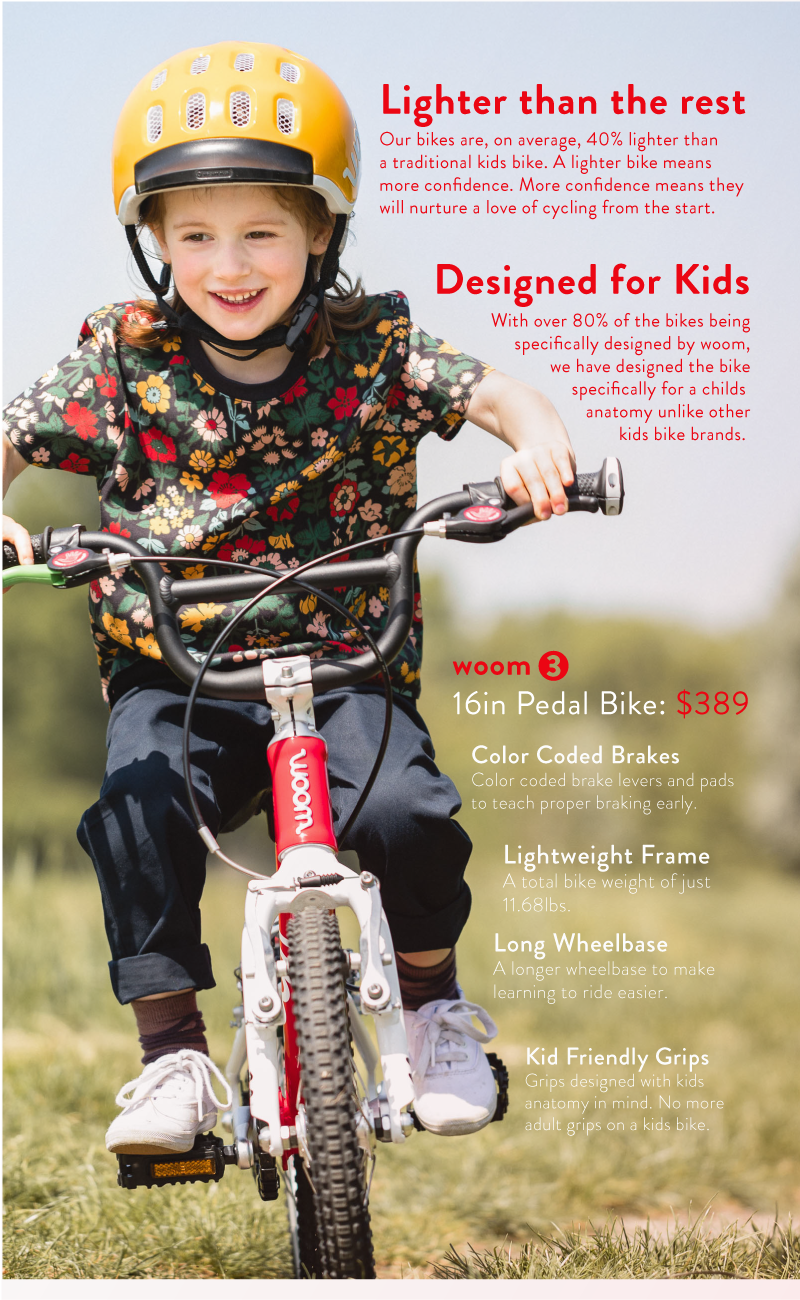 Lighter than the rest
Our bikes are, on average, 40% lighter than
a traditional kids bike. A lighter bike means
more confidence. More confidence means they
will nurture a love of cycling from the start.
Designed for Kids
With over 80% of the bikes being
specifically designed by woom,
we have designed the bike
specifically for a childs
anatomy unlike other
kids bike brands.
woom 3
16in Pedal Bike: $389
Color Coded Brakes
Color coded brake levers and pads
to teach proper braking early.
woom
Lightweight Frame
A total bike weight of just
11.68lbs.
Long Wheelbase
A longer wheelbase to make
learning to ride easier.
Kid Friendly Grips
Grips designed with kids
anatomy in mind. No more
adult grips on a kids bike.